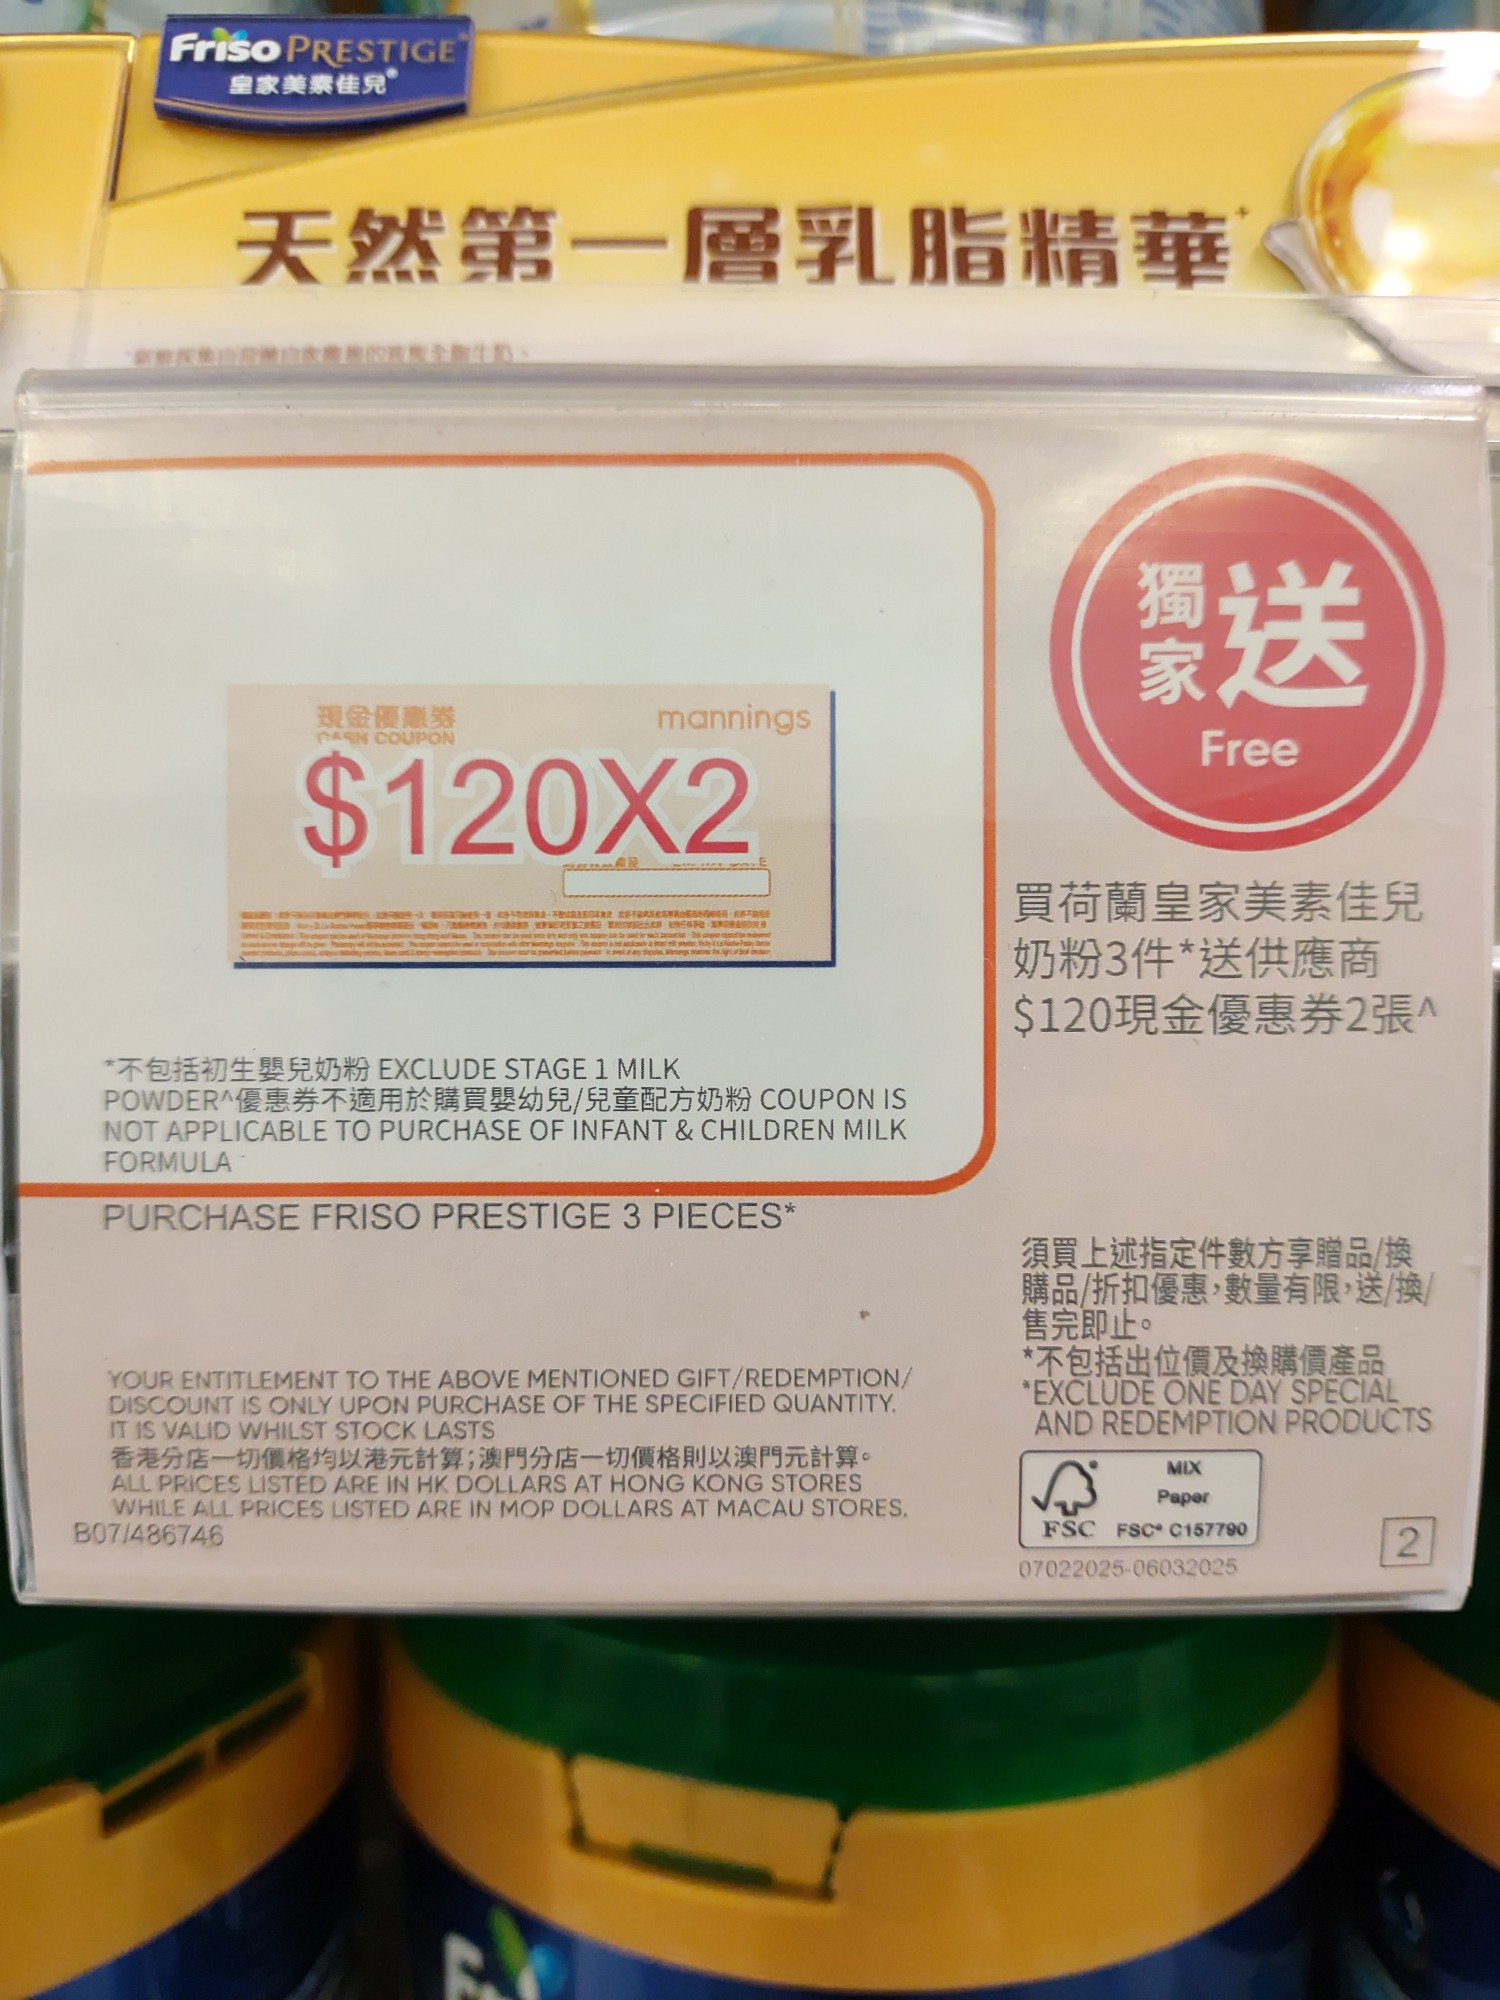 Friso PRESTIGE
皇家美素佳兒®
天然第一層乳脂精華+
現金優惠券
CASH COUPON
mannings
$120X2
獨家送
Free
買荷蘭皇家美素佳兒
奶粉3件*送供應商
$120現金優惠券2張^
*不包括初生嬰兒奶粉 EXCLUDE STAGE 1 MILK
POWDER^優惠券不適用於購買嬰幼兒/兒童配方奶粉 COUPON IS
NOT APPLICABLE TO PURCHASE OF INFANT & CHILDREN MILK
FORMULA
PURCHASE FRISO PRESTIGE 3 PIECES*
須買上述指定件數方享贈品/換
購品/折扣優惠,數量有限,送/換/
售完即止。
*不包括出位價及換購價產品
*EXCLUDE ONE DAY SPECIAL
AND REDEMPTION PRODUCTS
YOUR ENTITLEMENT TO THE ABOVE MENTIONED GIFT/REDEMPTION/
DISCOUNT IS ONLY UPON PURCHASE OF THE SPECIFIED QUANTITY.
IT IS VALID WHILST STOCK LASTS
香港分店一切價格均以港元計算;澳門分店一切價格則以澳門元計算。
ALL PRICES LISTED ARE IN HK DOLLARS AT HONG KONG STORES
WHILE ALL PRICES LISTED ARE IN MOP DOLLARS AT MACAU STORES.
B07/486746
MIX
Paper
FSC FSC® C157790
07022025-06032025
2